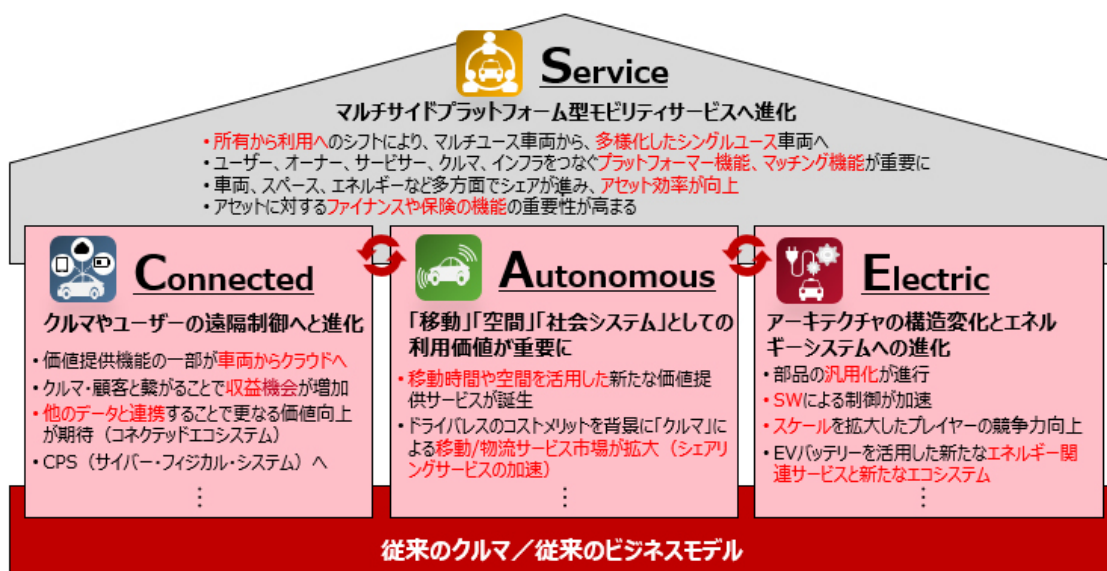 Service
マルチサイドプラットフォーム型モビリティサービスへ進化
・所有から利用へのシフトにより、マルチユース車両から、多様化したシングルユース車両へ
・ユーザー、オーナー、サービサー、クルマ、インフラをつなぐプラットフォーマー機能、マッチング機能が重要に
・車両、スペース、エネルギーなど多方面でシェアが進み、アセット効率が向上
・アセットに対するファイナンスや保険の機能の重要性が高まる
Connected
クルマやユーザーの遠隔制御へと進化
・価値提供機能の一部が車両からクラウドへ
・クルマ・顧客と繋がることで収益機会が増加
・他のデータと連携することで更なる価値向上
が期待（コネクテッドエコシステム）
・CPS（サイバー・フィジカル・システム）へ
⋮
Autonomous
「移動」「空間」「社会システム」としての
利用価値が重要に
・移動時間や空間を活用した新たな価値提
供サービスが誕生
・ドライバレスのコストメリットを背景に「クルマ」に
よる移動/物流サービス市場が拡大（シェアリ
ングサービスの加速）
⋮
Electric
アーキテクチャの構造変化とエネル
ギーシステムへの進化
・部品の汎用化が進行
・SWによる制御が加速
・スケールを拡大したプレイヤーの競争力向上
・EVバッテリーを活用した新たなエネルギー関
連サービスと新たなエコシステム
⋮
従来のクルマ／従来のビジネスモデル